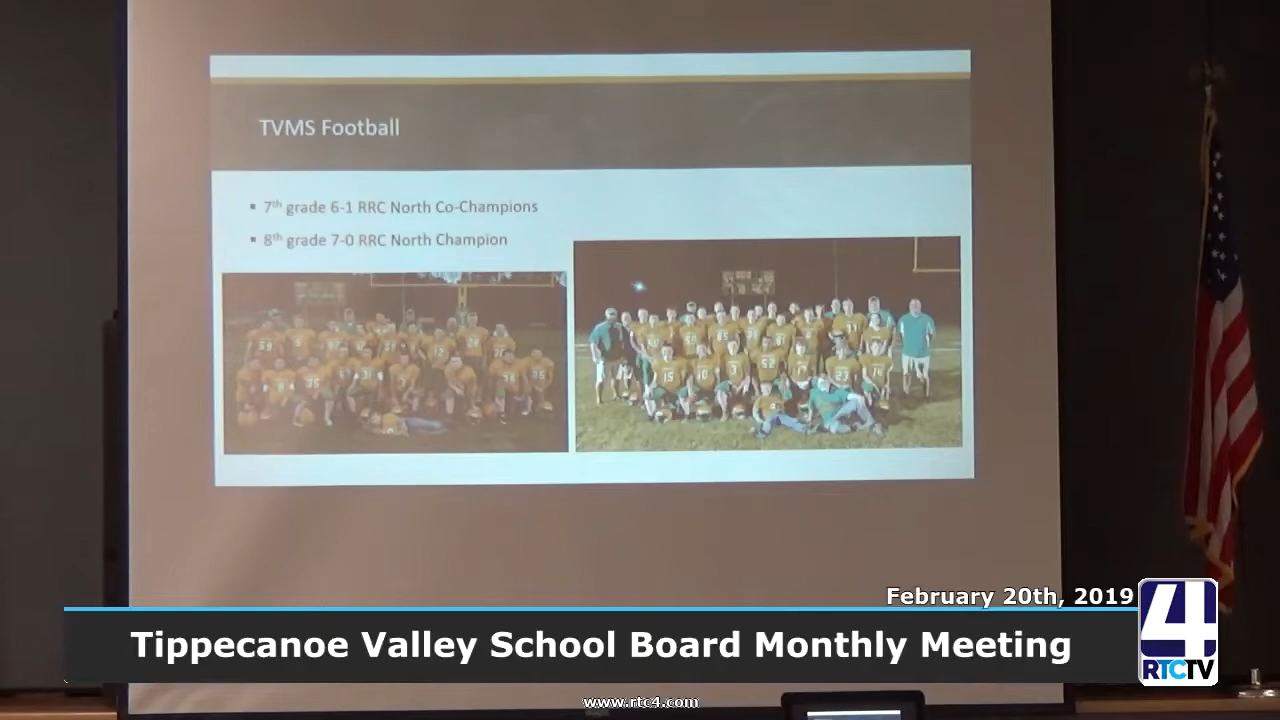 TVMS Football
▪ 7th grade 6-1 RRC North Co-Champions
▪ 8th grade 7-0 RRC North Champion
February 20th, 2019
Tippecanoe Valley School Board Monthly Meeting
4
RTCTV
www.rtc4.com